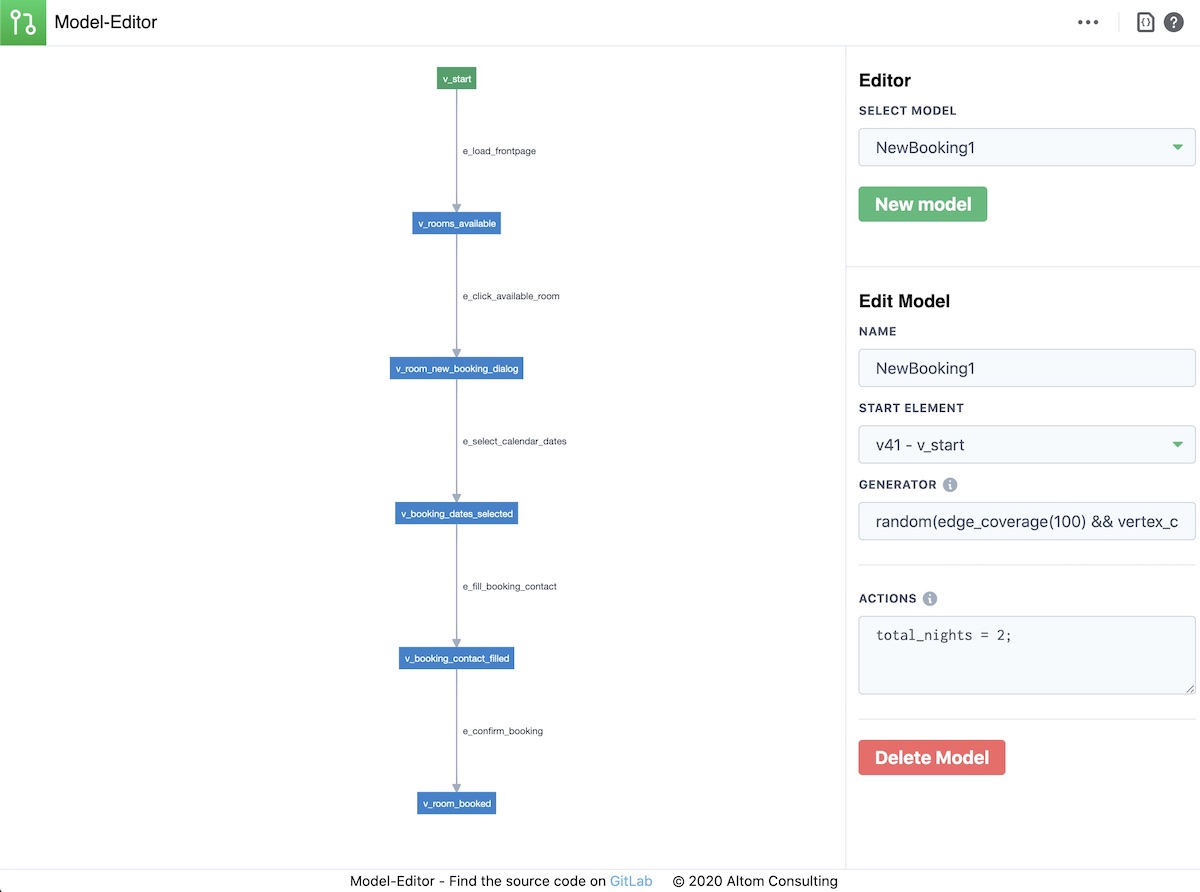 Model-Editor
v_start
e_load_frontpage
v_rooms_available
e_click_available_room
v_room_new_booking_dialog
e_select_calendar_dates
v_booking_dates_selected
e_fill_booking_contact
v_booking_contact_filled
e_confirm_booking
v_room_booked
Editor
SELECT MODEL
NewBooking1
New model
Edit Model
NAME
NewBooking1
START ELEMENT
v41 - v_start
GENERATOR
random(edge_coverage(100) && vertex_c
ACTIONS
total_nights = 2;
Delete Model
Model-Editor - Find the source code on GitLab © 2020 Altom Consulting